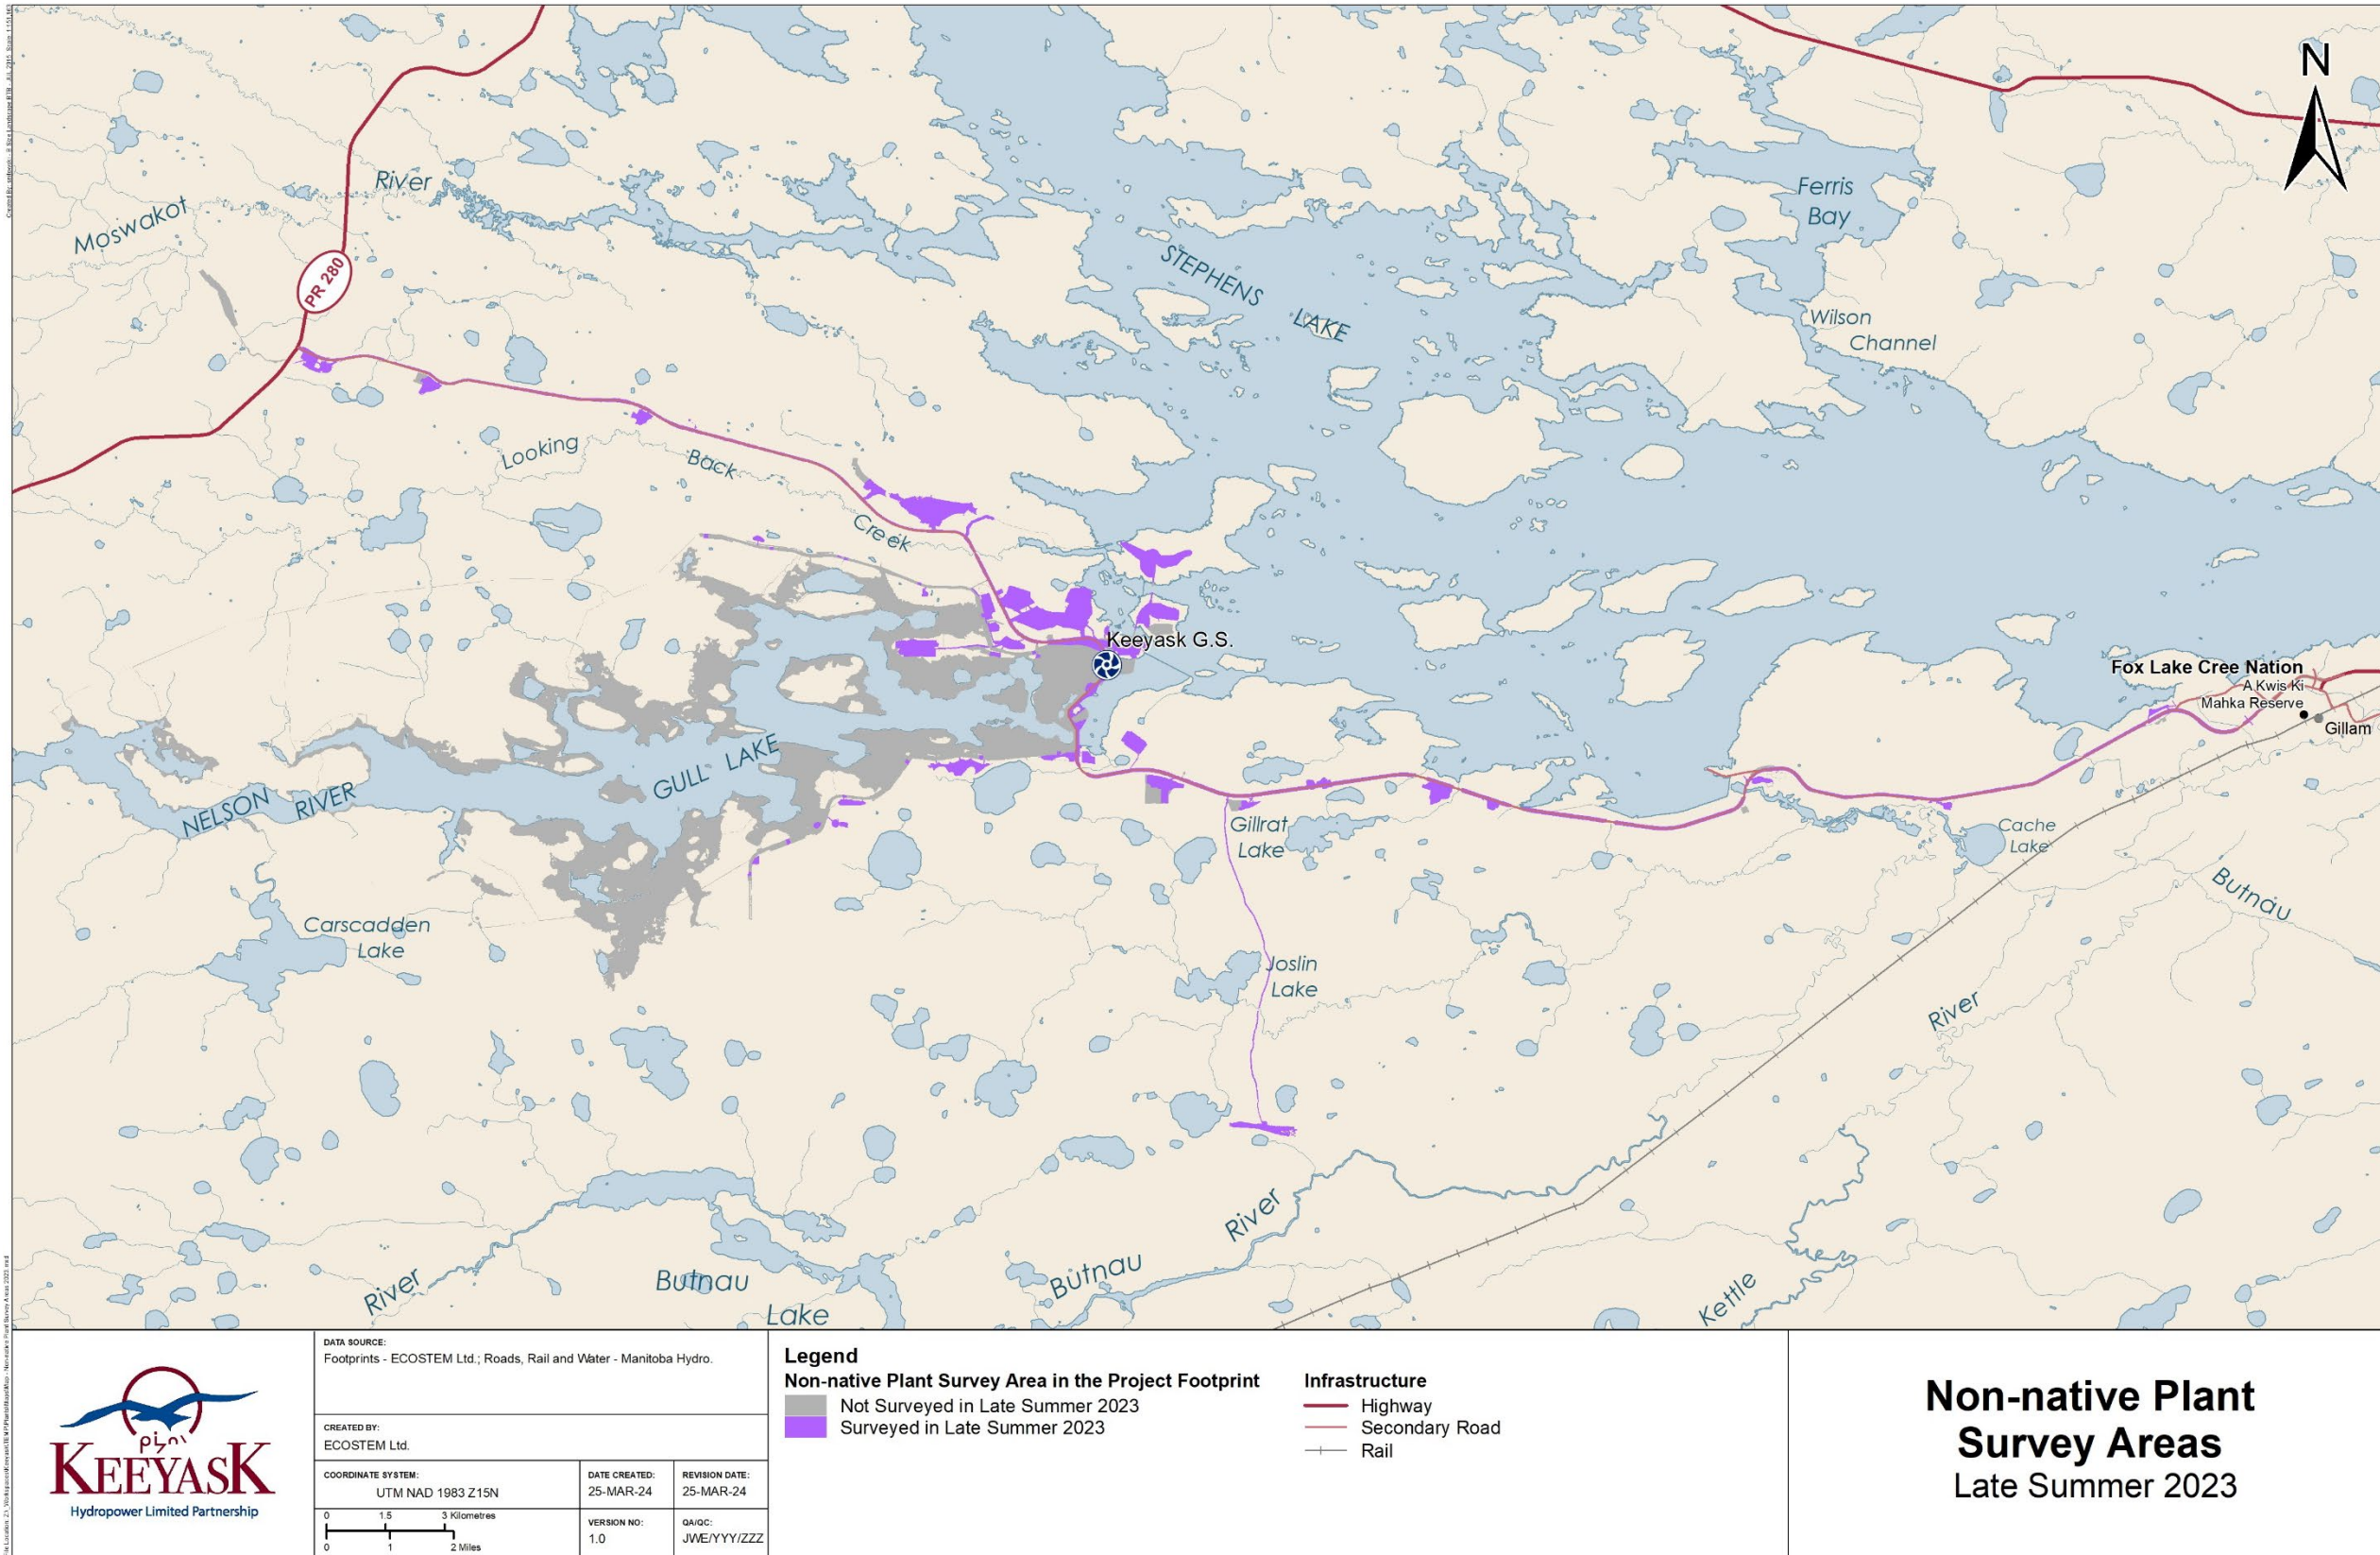 N
River
Moswakot
PR 280
Ferris
Bay
STEPHENS LAKE
Wilson
Channel
Looking Back Creek
Keeyask G.S.
Fox Lake Cree Nation
A Kwis Ki
Mahka Reserve
Gillam
GULL LAKE
NELSON RIVER
Gillrat
Lake
Cache
Lake
Butnau
Carscadden
Lake
Joslin
Lake
River
River
Butnau
River
Butnau
Lake
Kettle
ᑭᔭᐢᐠ
KEEYASK
Hydropower Limited Partnership
DATA SOURCE:
Footprints - ECOSTEM Ltd.; Roads, Rail and Water - Manitoba Hydro.
CREATED BY:
ECOSTEM Ltd.
COORDINATE SYSTEM:
UTM NAD 1983 Z15N
DATE CREATED:
25-MAR-24
REVISION DATE:
25-MAR-24
0 1.5 3 Kilometres
0 1 2 Miles
VERSION NO:
1.0
QA/QC:
JWE/YYY/ZZZ
Legend
Non-native Plant Survey Area in the Project Footprint
Not Surveyed in Late Summer 2023
Surveyed in Late Summer 2023
Infrastructure
Highway
Secondary Road
Rail
Non-native Plant
Survey Areas
Late Summer 2023